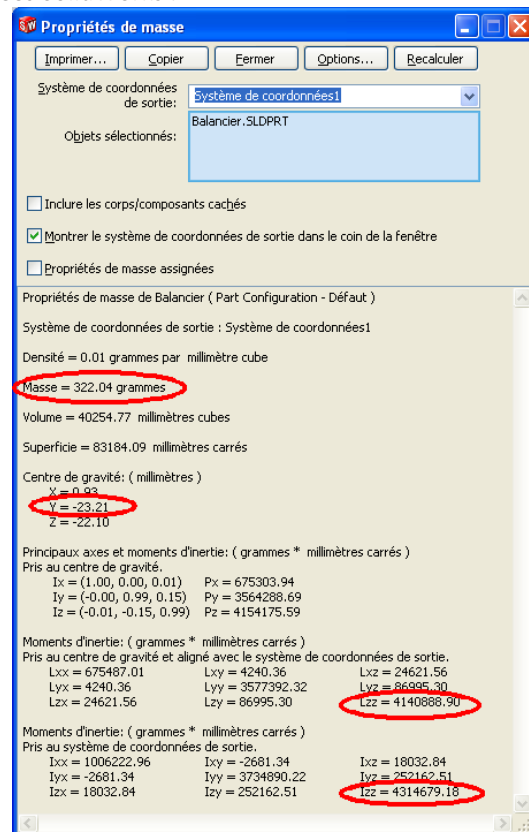 Propriétés de masse
Imprimer... Copier Fermer Options... Recalculer
Système de coordonnées de sortie: Système de coordonnées1
Objets sélectionnés: Balancier.SLDPRT
Inclure les corps/composants cachés
Montrer le système de coordonnées de sortie dans le coin de la fenêtre
Propriétés de masse assignées
Propriétés de masse de Balancier ( Part Configuration - Défaut )
Système de coordonnées de sortie : Système de coordonnées1
Densité = 0.01 grammes par millimètre cube
Masse = 322.04 grammes
Volume = 40254.77 millimètres cubes
Superficie = 83184.09 millimètres carrés
Centre de gravité: ( millimètres )
X = 0.93
Y = -23.21
Z = -22.10
Principaux axes et moments d'inertie: ( grammes * millimètres carrés )
Pris au centre de gravité.
Ix = (1.00, 0.00, 0.01) Px = 675303.94
Iy = (-0.00, 0.99, 0.15) Py = 3564288.69
Iz = (-0.01, -0.15, 0.99) Pz = 4154175.59
Moments d'inertie: ( grammes * millimètres carrés )
Pris au centre de gravité et aligné avec le système de coordonnées de sortie.
Lxx = 675487.01 Lxy = 4240.36 Lxz = 24621.56
Lyx = 4240.36 Lyy = 3577392.32 Lyz = 86995.30
Lzx = 24621.56 Lzy = 86995.30 Lzz = 4140888.90
Moments d'inertie: ( grammes * millimètres carrés )
Pris au système de coordonnées de sortie.
Ixx = 1006222.96 Ixy = -2681.34 Ixz = 18032.84
Iyx = -2681.34 Iyy = 3734890.22 Iyz = 252162.51
Izx = 18032.84 Izy = 252162.51 Izz = 4314679.18